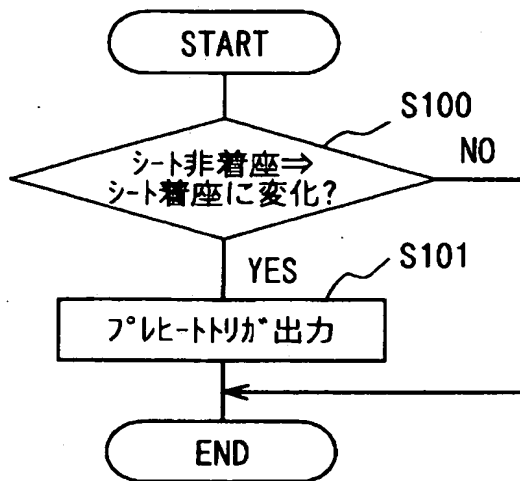 START
S100
シート非着座⇒
シート着座に変化?
NO
YES
S101
プレヒートトリガ出力
END